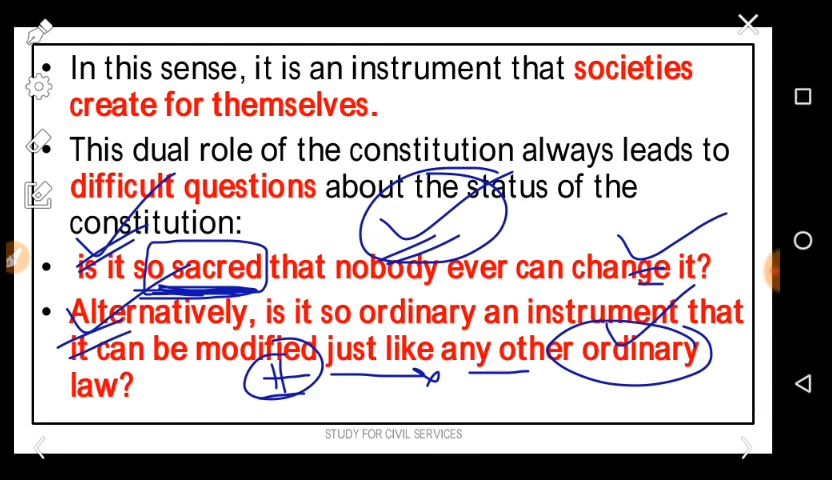 • In this sense, it is an instrument that societies
create for themselves.
• This dual role of the constitution always leads to
difficult questions about the status of the
constitution:
• is it so sacred that nobody ever can change it?
• Alternatively, is it so ordinary an instrument that
it can be modified just like any other ordinary
law?
STUDY FOR CIVIL SERVICES